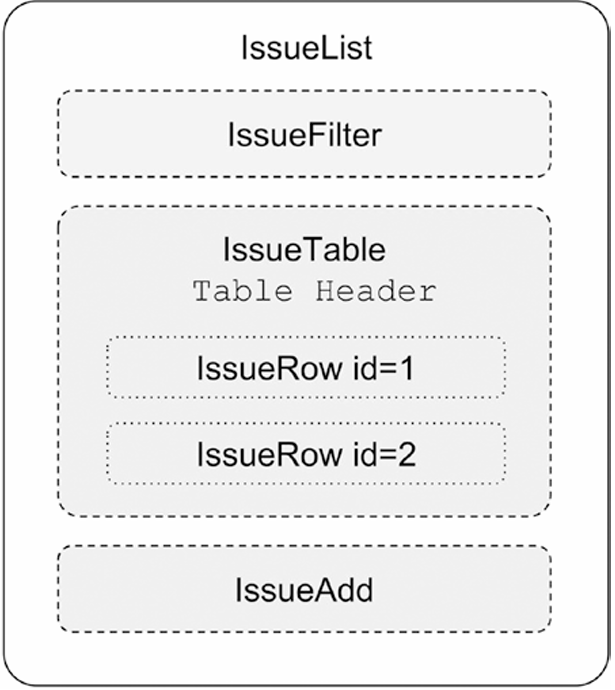 IssueList
IssueFilter
IssueTable
Table Header
IssueRow id=1
IssueRow id=2
IssueAdd